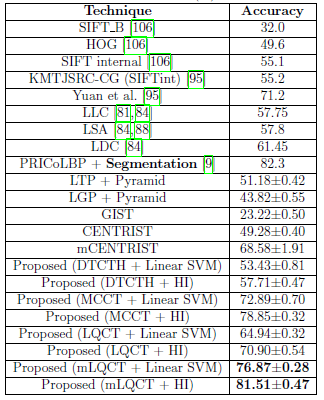 Technique Accuracy
SIFT_B [106] 32.0
HOG [106] 49.6
SIFT internal [106] 55.1
KMTJSRC-CG (SIFTint) [95] 55.2
Yuan et al. [95] 71.2
LLC [81,84] 57.75
LSA [84,88] 57.8
LDC [84] 61.45
PRICoLBP + Segmentation [9] 82.3
LTP + Pyramid 51.18±0.42
LGP + Pyramid 43.82±0.55
GIST 23.22±0.50
CENTRIST 49.28±0.40
mCENTRIST 68.58±1.91
Proposed (DTCTH + Linear SVM) 53.43±0.81
Proposed (DTCTH + HI) 57.71±0.47
Proposed (MCCT + Linear SVM) 72.89±0.70
Proposed (MCCT + HI) 78.85±0.32
Proposed (LQCT + Linear SVM) 64.94±0.32
Proposed (LQCT + HI) 70.90±0.54
Proposed (mLQCT + Linear SVM) 76.87±0.28
Proposed (mLQCT + HI) 81.51±0.47